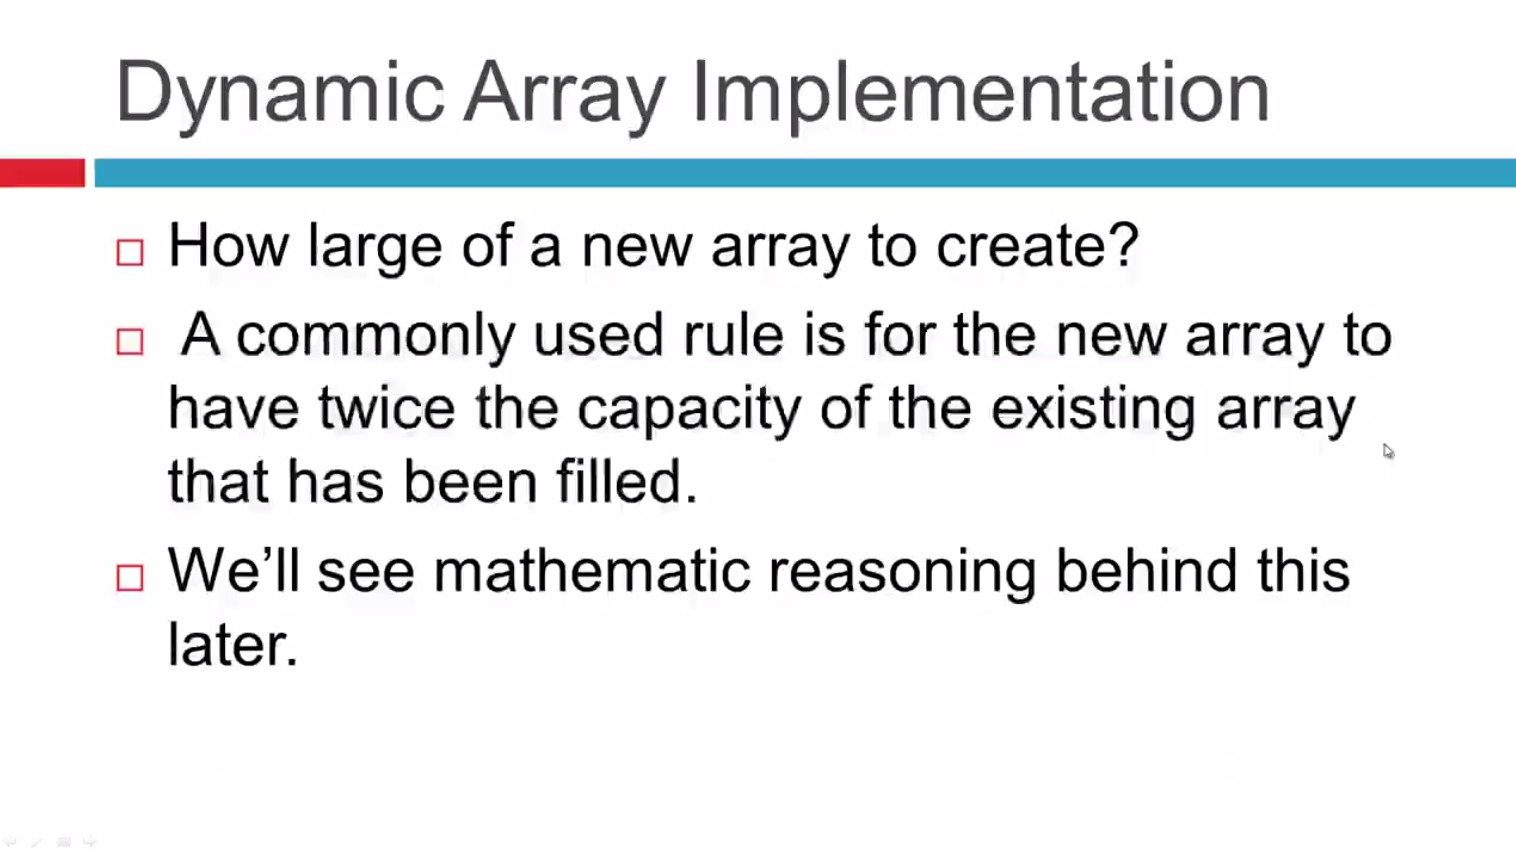 Dynamic Array Implementation
How large of a new array to create?
A commonly used rule is for the new array to
have twice the capacity of the existing array
that has been filled.
We’ll see mathematic reasoning behind this
later.